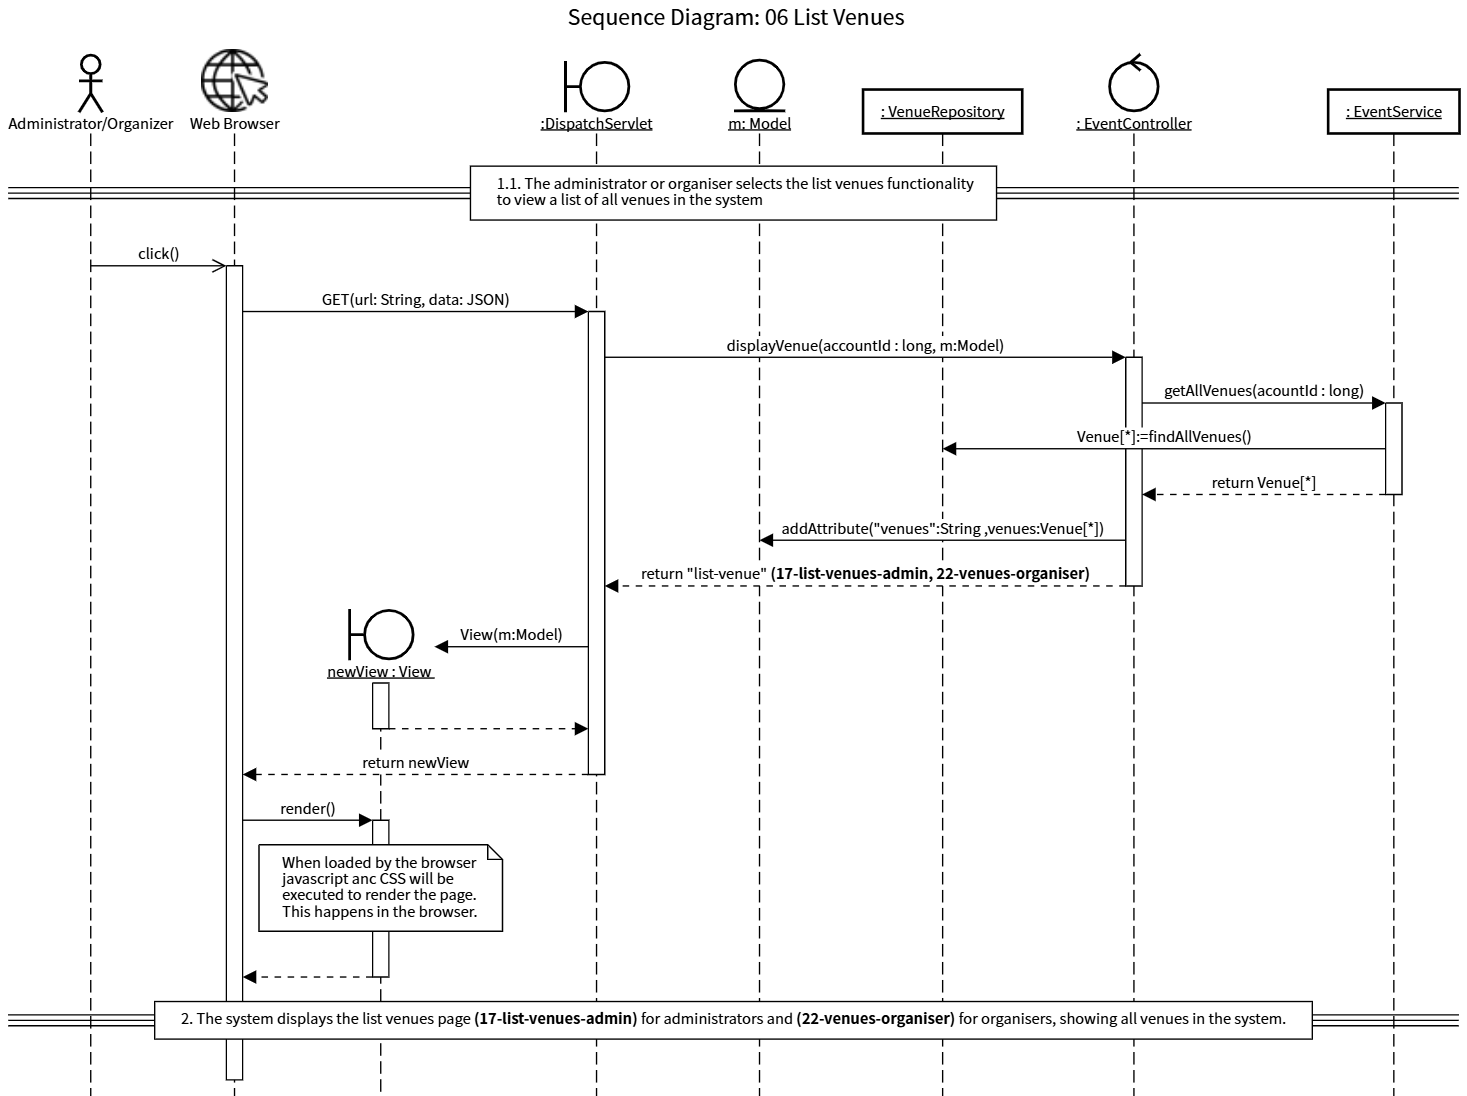 Sequence Diagram: 06 List Venues
Administrator/Organizer
Web Browser
:DispatchServlet
m: Model
: VenueRepository
: EventController
: EventService
1.1. The administrator or organiser selects the list venues functionality
to view a list of all venues in the system
click()
GET(url: String, data: JSON)
displayVenue(accountId : long, m:Model)
getAllVenues(acountId : long)
Venue[*]:=findAllVenues()
return Venue[*]
addAttribute("venues":String ,venues:Venue[*])
return "list-venue" (17-list-venues-admin, 22-venues-organiser)
View(m:Model)
newView : View
return newView
render()
When loaded by the browser
javascript anc CSS will be
executed to render the page.
This happens in the browser.
2. The system displays the list venues page (17-list-venues-admin) for administrators and (22-venues-organiser) for organisers, showing all venues in the system.